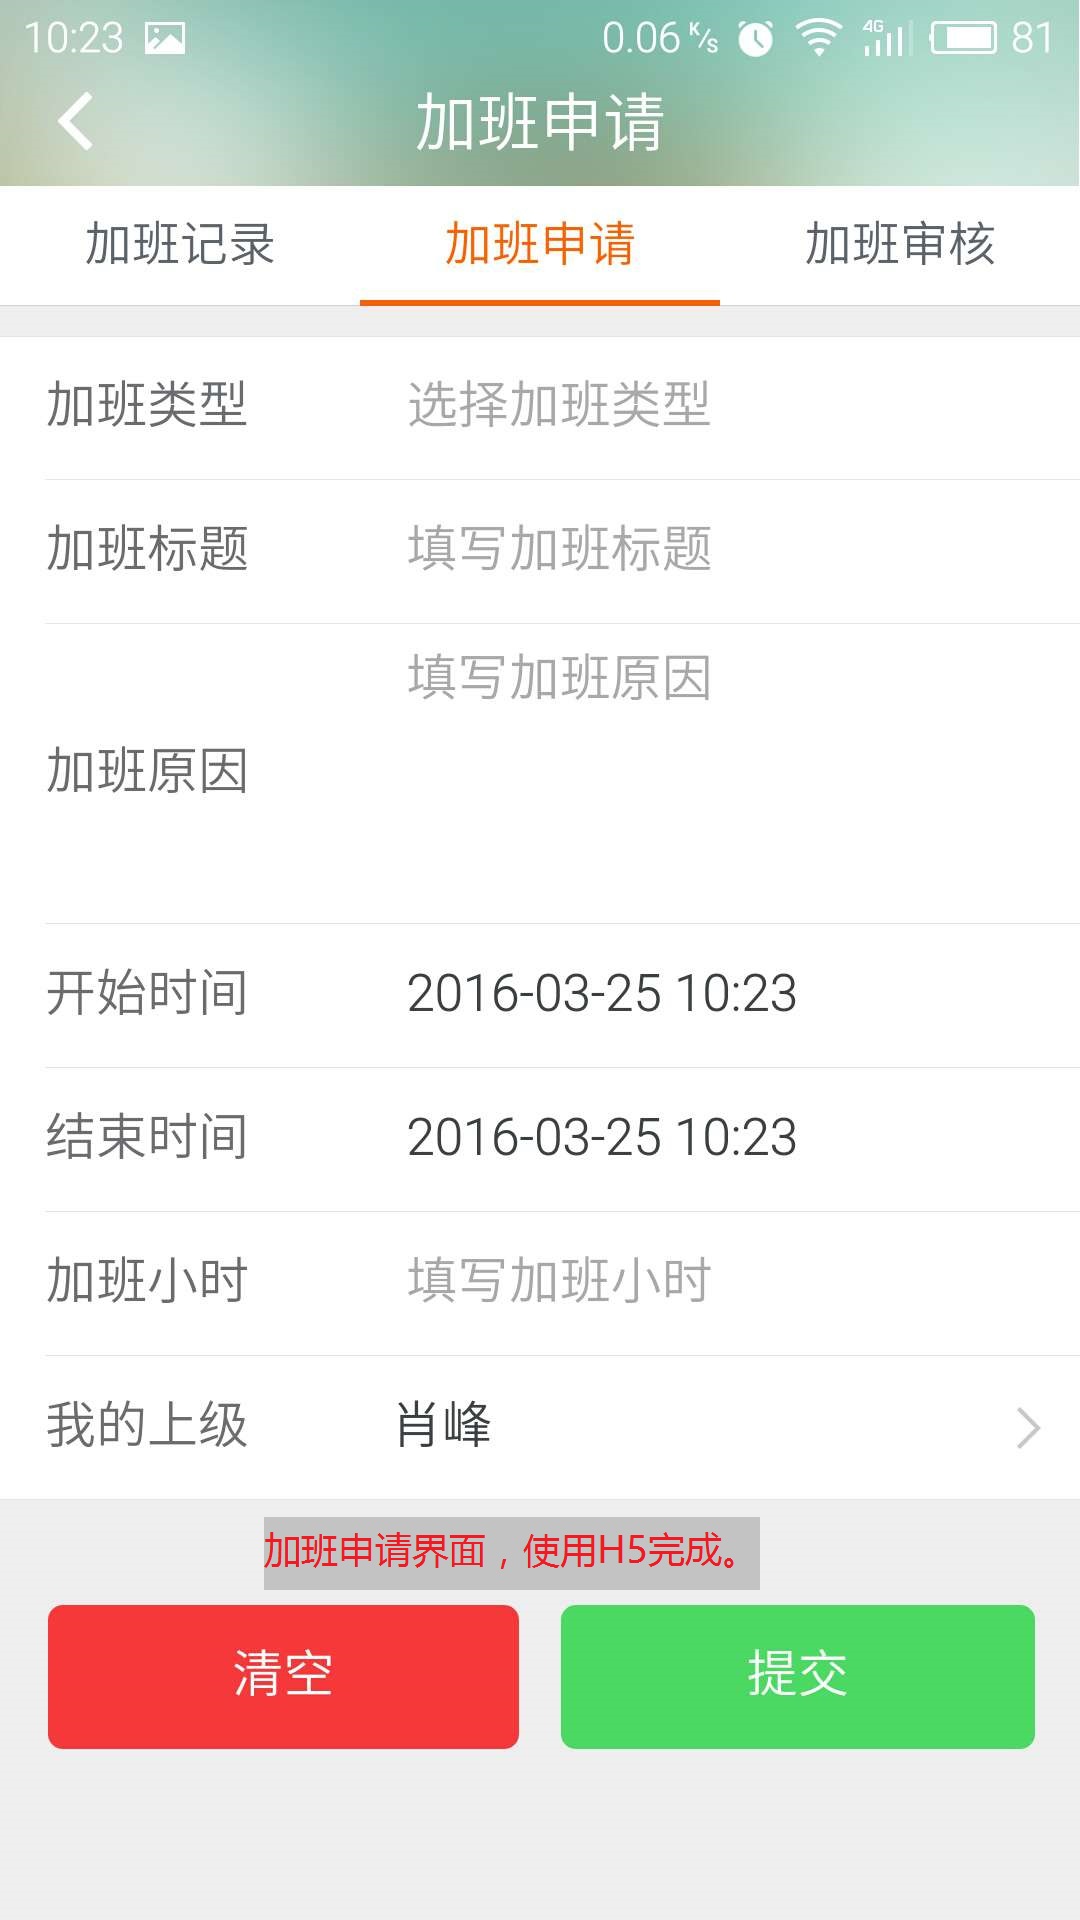 10:23 0.06 K/s 4G 81
加班申请
加班记录 加班申请 加班审核
加班类型 选择加班类型
加班标题 填写加班标题
填写加班原因
加班原因
开始时间 2016-03-25 10:23
结束时间 2016-03-25 10:23
加班小时 填写加班小时
我的上级 肖峰
加班申请界面，使用H5完成。
清空 提交